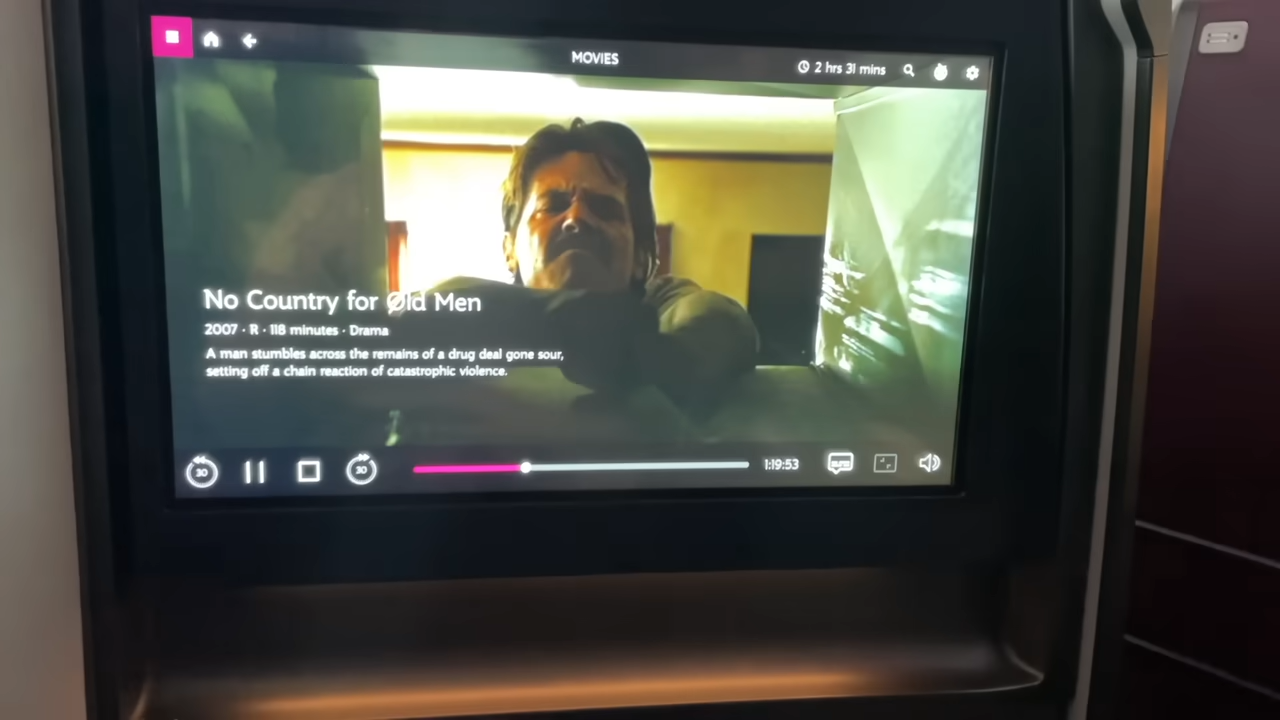 MOVIES
2 hrs 31 mins
No Country for Old Men
2007 · R · 118 minutes · Drama
A man stumbles across the remains of a drug deal gone sour,
setting off a chain reaction of catastrophic violence.
30
30
1:19:53